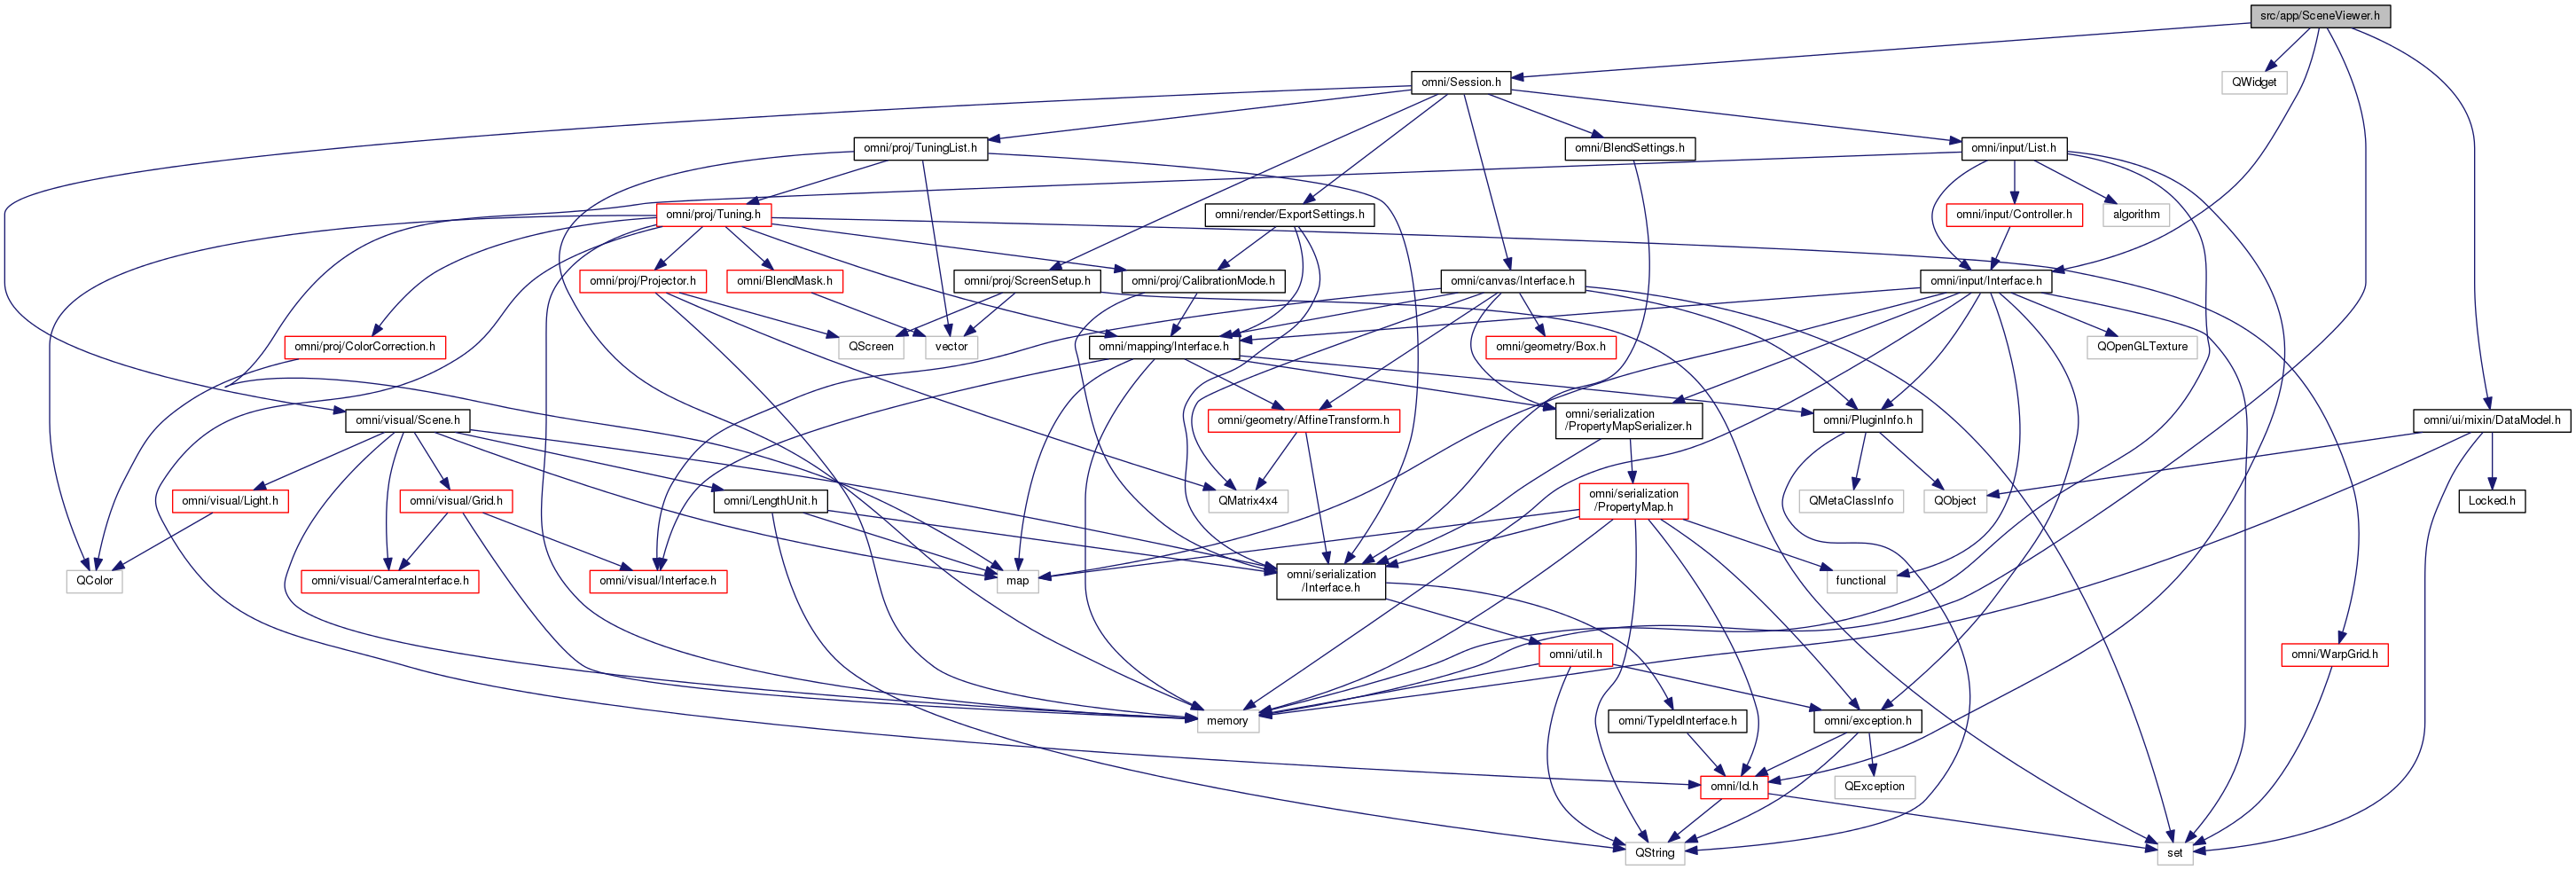 src/app/SceneViewer.h
omni/Session.h
QWidget
omni/proj/TuningList.h
omni/BlendSettings.h
omni/input/List.h
omni/proj/Tuning.h
omni/render/ExportSettings.h
omni/input/Controller.h
algorithm
omni/proj/Projector.h
omni/BlendMask.h
omni/proj/ScreenSetup.h
omni/proj/CalibrationMode.h
omni/canvas/Interface.h
omni/input/Interface.h
omni/proj/ColorCorrection.h
QScreen
vector
omni/mapping/Interface.h
omni/geometry/Box.h
QOpenGLTexture
omni/visual/Scene.h
omni/geometry/AffineTransform.h
omni/serialization
/PropertyMapSerializer.h
omni/PluginInfo.h
omni/ui/mixin/DataModel.h
omni/visual/Light.h
omni/visual/Grid.h
omni/LengthUnit.h
QMatrix4x4
omni/serialization
/PropertyMap.h
QMetaClassInfo
QObject
Locked.h
QColor
omni/visual/CameraInterface.h
omni/visual/Interface.h
map
omni/serialization
/Interface.h
functional
omni/util.h
omni/WarpGrid.h
memory
omni/TypeIdInterface.h
omni/exception.h
omni/Id.h
QException
QString
set